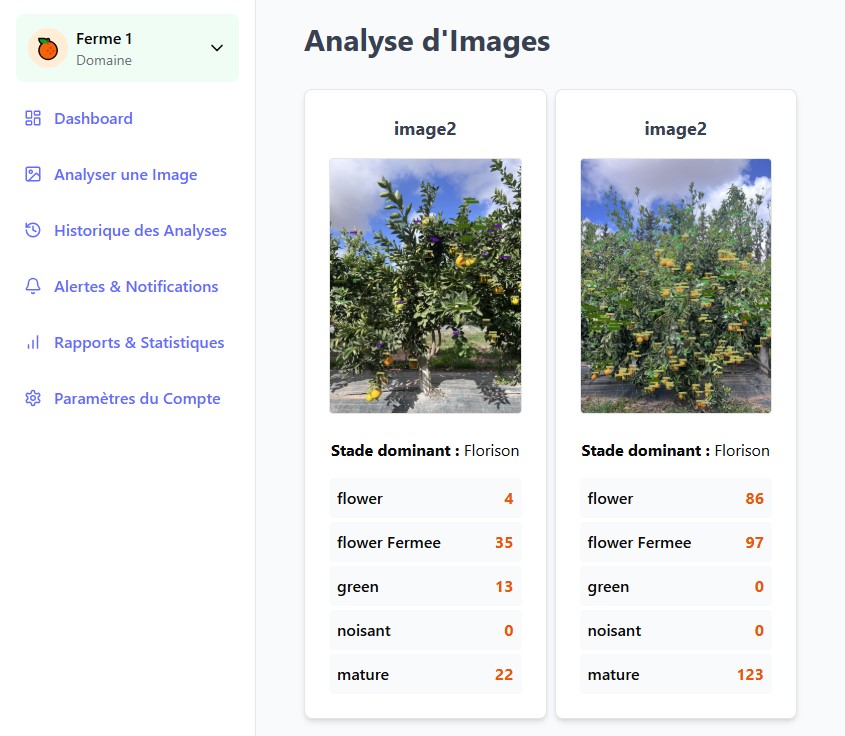 Ferme 1
Domaine
Dashboard
Analyser une Image
Historique des Analyses
Alertes & Notifications
Rapports & Statistiques
Paramètres du Compte
Analyse d'Images
image2
Stade dominant : Florison
flower 4
flower Fermee 35
green 13
noisant 0
mature 22
image2
Stade dominant : Florison
flower 86
flower Fermee 97
green 0
noisant 0
mature 123